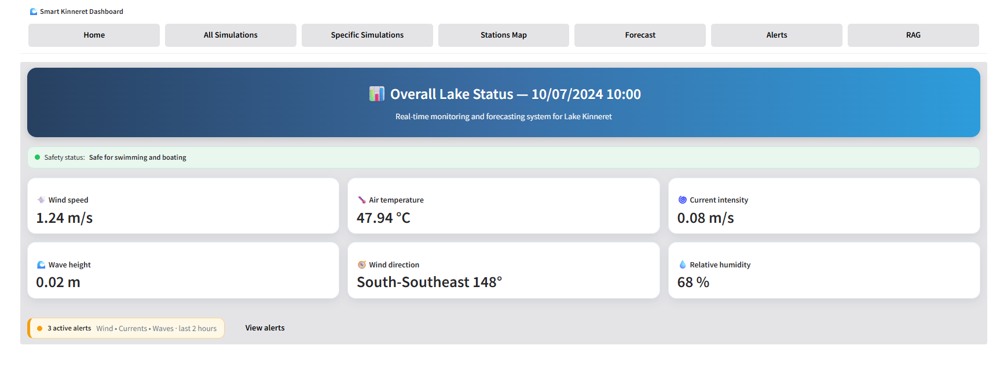 Smart Kinneret Dashboard
Home
All Simulations
Specific Simulations
Stations Map
Forecast
Alerts
RAG
Overall Lake Status — 10/07/2024 10:00
Real-time monitoring and forecasting system for Lake Kinneret
Safety status: Safe for swimming and boating
Wind speed
1.24 m/s
Air temperature
47.94 °C
Current intensity
0.08 m/s
Wave height
0.02 m
Wind direction
South-Southeast 148°
Relative humidity
68 %
3 active alerts Wind • Currents • Waves · last 2 hours
View alerts